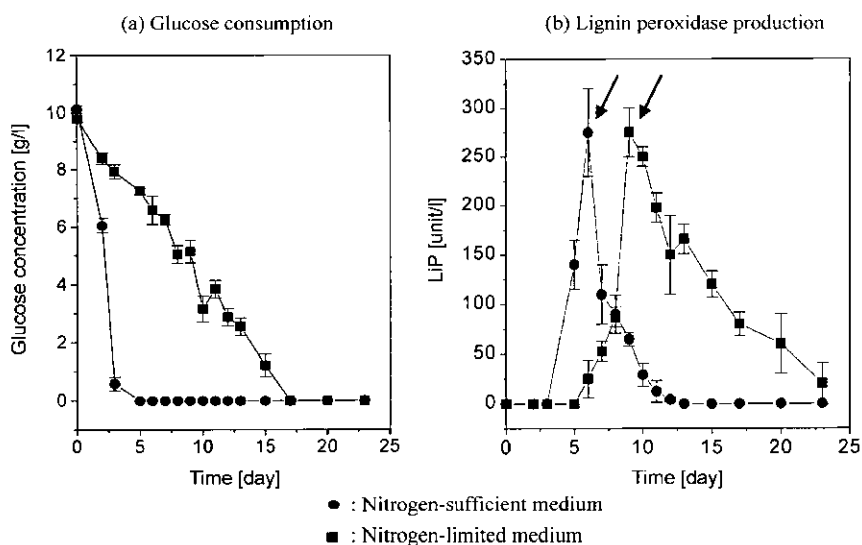 (a) Glucose consumption
12
10
8
6
4
2
0
Glucose concentration [g/l]
0 5 10 15 20 25
Time [day]
(b) Lignin peroxidase production
350
300
250
200
150
100
50
0
LiP [unit/l]
0 5 10 15 20 25
Time [day]
● : Nitrogen-sufficient medium
■ : Nitrogen-limited medium